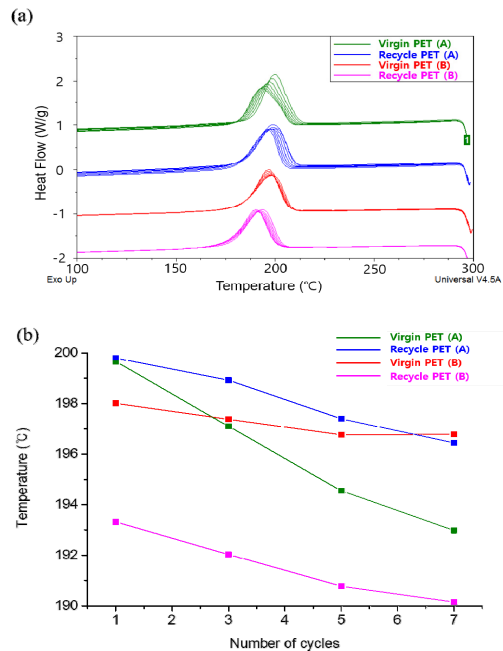 (a)
3
2
1
0
-1
-2
Heat Flow (W/g)
Virgin PET (A)
Recycle PET (A)
Virgin PET (B)
Recycle PET (B)
1
100
150
200
250
300
Exo Up
Temperature (℃)
Universal V4.5A
(b)
Virgin PET (A)
Recycle PET (A)
Virgin PET (B)
Recycle PET (B)
200
198
196
194
192
190
Temperature (℃)
1
2
3
4
5
6
7
Number of cycles